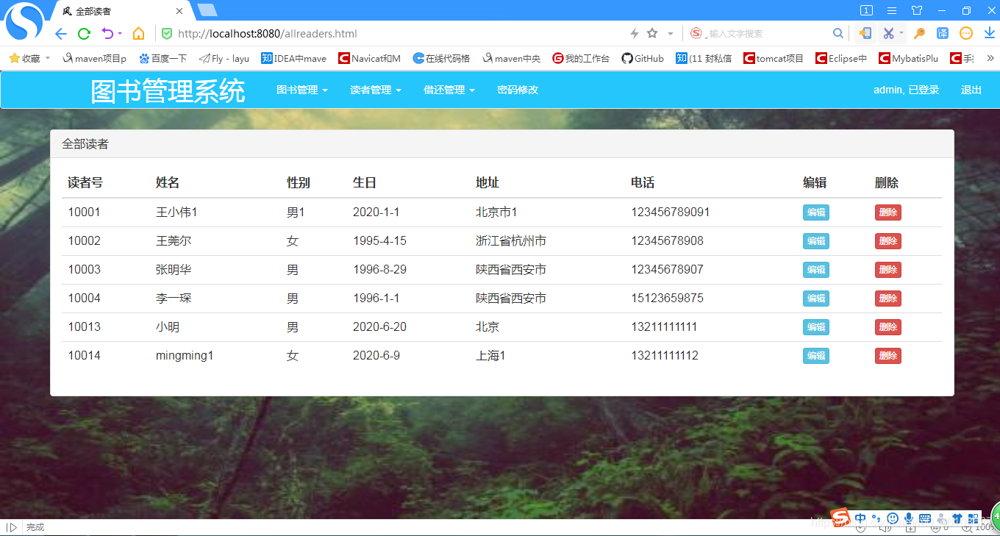 全部读者
1
http://localhost:8080/allreaders.html
输入文字搜索
译
收藏 maven项目p 百度一下 Fly - layu 知 IDEA中mave Navicat和M 在线代码格 maven中央 我的工作台 GitHub 知 (11 封私信 tomcat项目 Eclipse中 MybatisPlu
图书管理系统 图书管理 读者管理 借还管理 密码修改 admin, 已登录 退出
全部读者
读者号 姓名 性别 生日 地址 电话 编辑 删除
10001 王小伟1 男1 2020-1-1 北京市1 123456789091 编辑 删除
10002 王莞尔 女 1995-4-15 浙江省杭州市 12345678908 编辑 删除
10003 张明华 男 1996-8-29 陕西省西安市 12345678907 编辑 删除
10004 李一琛 男 1996-1-1 陕西省西安市 15123659875 编辑 删除
10013 小明 男 2020-6-20 北京 13211111111 编辑 删除
10014 mingming1 女 2020-6-9 上海1 13211111112 编辑 删除
中
完成